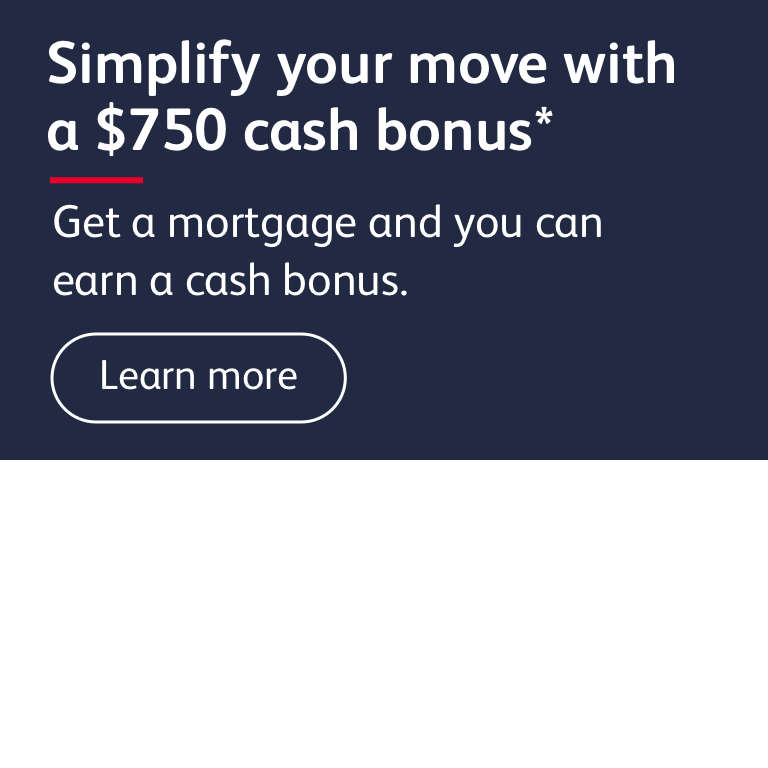 Simplify your move with
a $750 cash bonus*
Get a mortgage and you can
earn a cash bonus.
Learn more